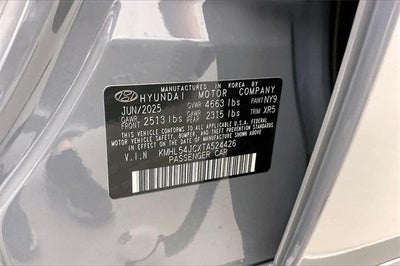 MANUFACTURED IN KOREA BY
HYUNDAI MOTOR COMPANY
JUN/2025 GVWR 4663 lbs PAINT NY9
GAWR FRONT 2513 lbs GAWR REAR 2315 lbs TRIM XR5
THIS VEHICLE CONFORMS TO ALL APPLICABLE FEDERAL
MOTOR VEHICLE SAFETY, BUMPER, AND THEFT
PREVENTION STANDARDS IN EFFECT ON THE DATE OF
MANUFACTURE SHOWN ABOVE.
V.I.N KMHL54JCXTA524426
PASSENGER CAR